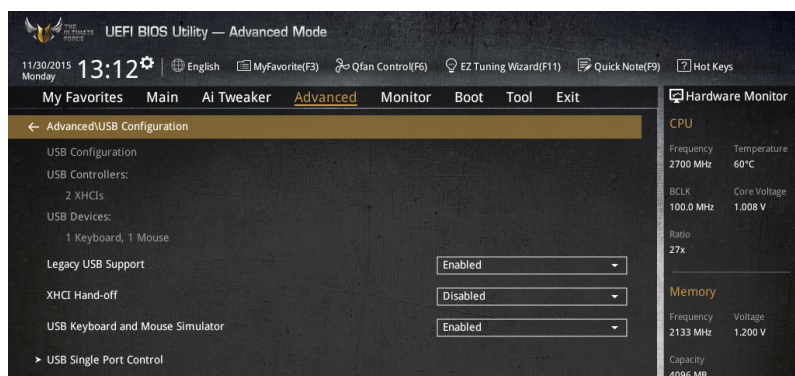 THE ULTIMATE FORCE
UEFI BIOS Utility — Advanced Mode
11/30/2015 Monday 13:12 English MyFavorite(F3) Qfan Control(F6) EZ Tuning Wizard(F11) Quick Note(F9) ? Hot Keys
My Favorites Main Ai Tweaker Advanced Monitor Boot Tool Exit
← Advanced\USB Configuration
USB Configuration
USB Controllers:
2 XHCIs
USB Devices:
1 Keyboard, 1 Mouse
Legacy USB Support Enabled
XHCI Hand-off Disabled
USB Keyboard and Mouse Simulator Enabled
> USB Single Port Control
Hardware Monitor
CPU
Frequency Temperature
2700 MHz 60°C
BCLK Core Voltage
100.0 MHz 1.008 V
Ratio
27x
Memory
Frequency Voltage
2133 MHz 1.200 V
Capacity
4096 MB